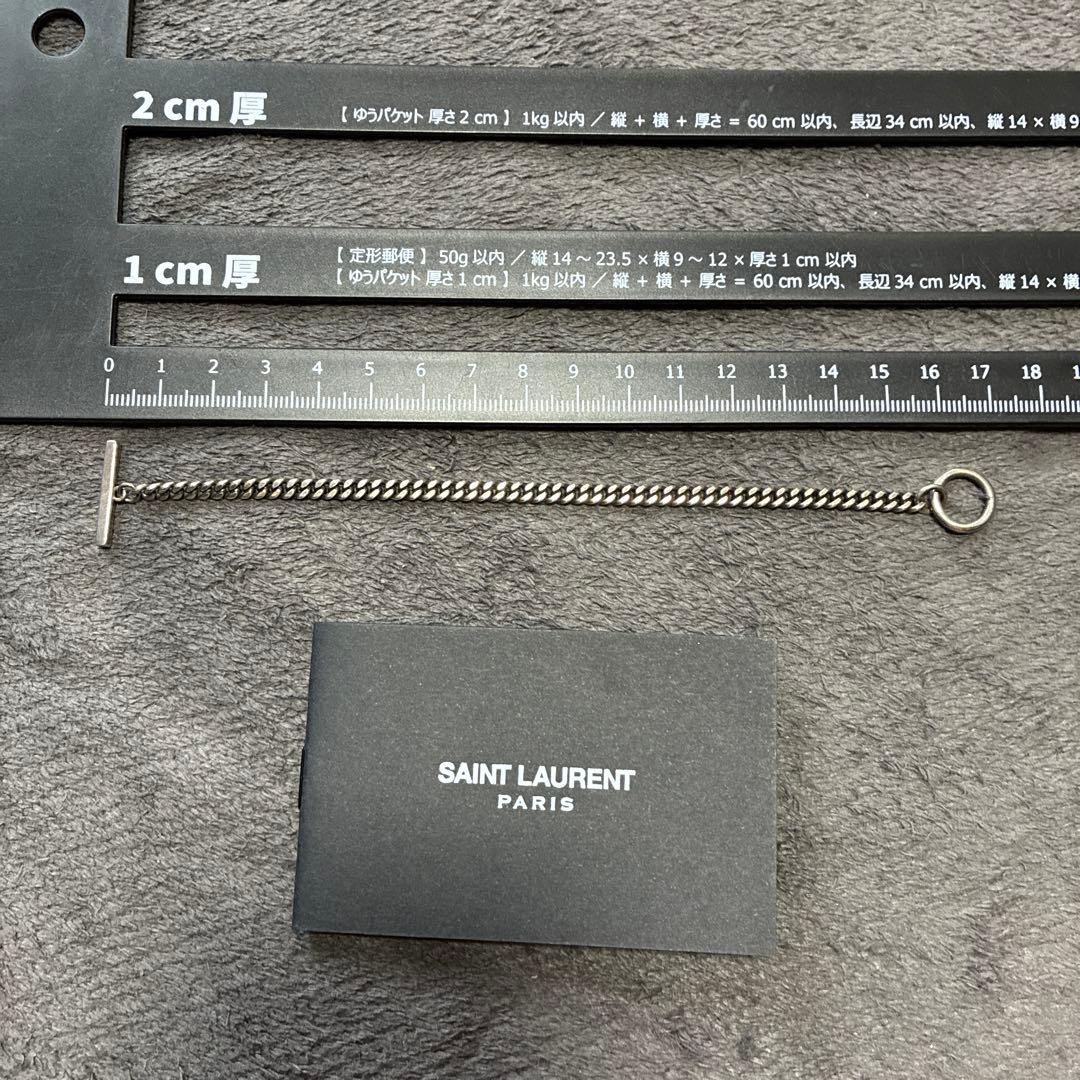 2 cm 厚
【 ゆうパケット 厚さ 2 cm 】 1kg 以内 ／ 縦 + 横 + 厚さ = 60 cm 以内、長辺 34 cm 以内、縦 14 × 横 9
1 cm 厚
【 定形郵便 】 50g 以内 ／ 縦 14 ～ 23.5 × 横 9 ～ 12 × 厚さ 1 cm 以内
【 ゆうパケット 厚さ 1 cm 】 1kg 以内 ／ 縦 + 横 + 厚さ = 60 cm 以内、長辺 34 cm 以内、縦 14 × 横
0 1 2 3 4 5 6 7 8 9 10 11 12 13 14 15 16 17 18
SAINT LAURENT
PARIS